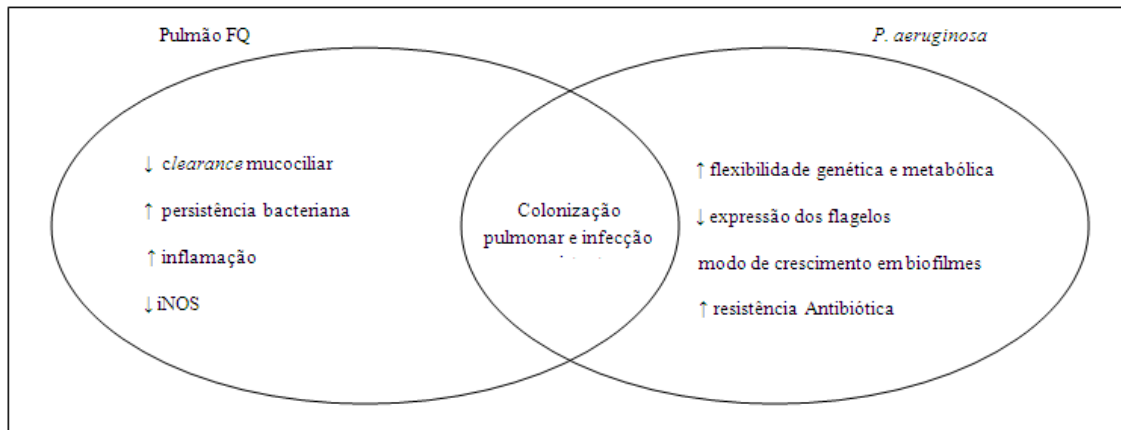 Pulmão FQ
P. aeruginosa
↓ clearance mucociliar
↑ persistência bacteriana
↑ inflamação
↓ iNOS
Colonização
pulmonar e infecção
↑ flexibilidade genética e metabólica
↓ expressão dos flagelos
modo de crescimento em biofilmes
↑ resistência Antibiótica